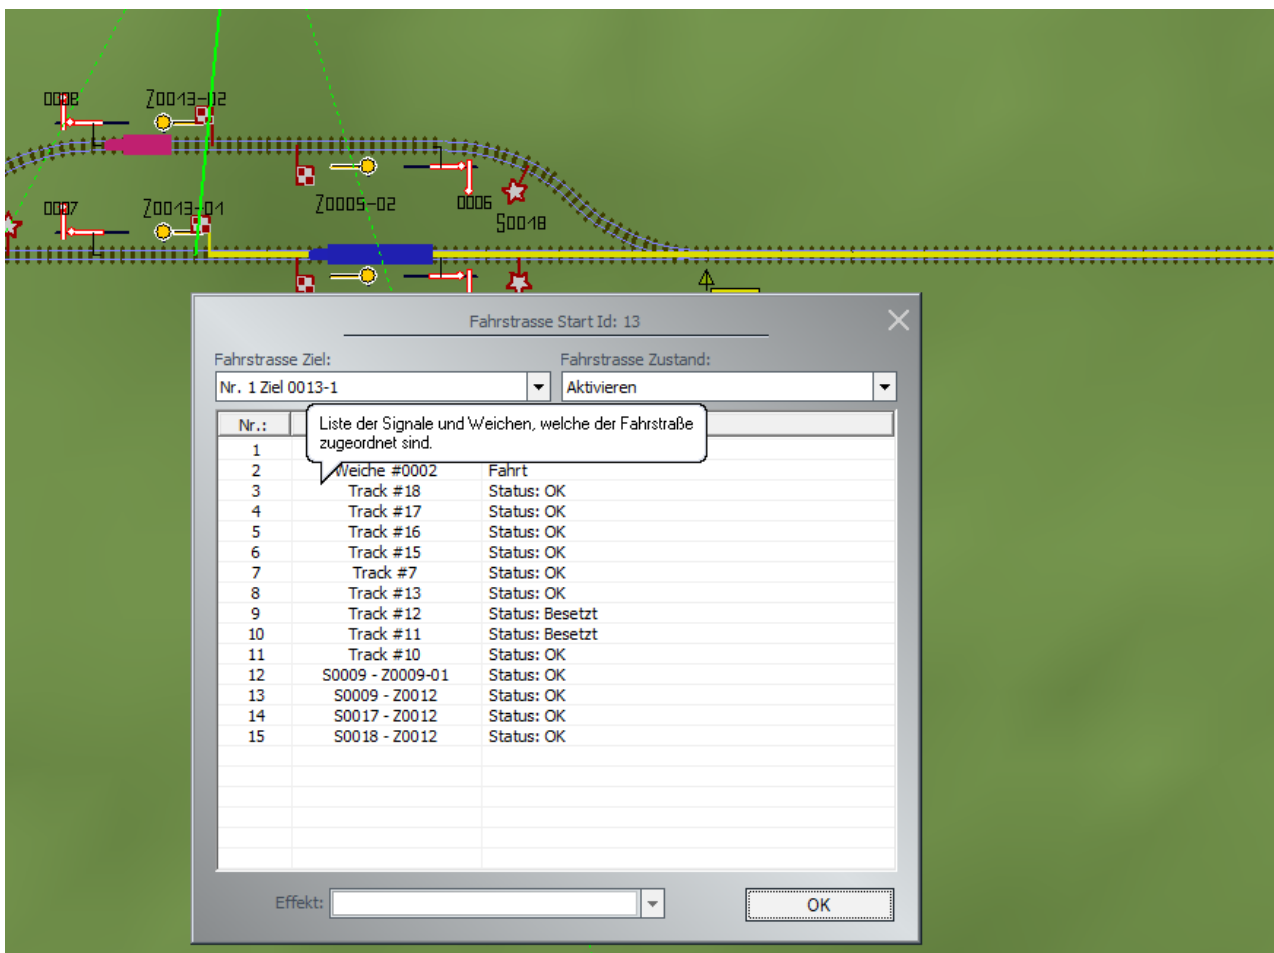 0008 Z0013-02
0007 Z0013-01
Z0005-02 0006
S0018
Fahrstrasse Start Id: 13
Fahrstrasse Ziel: Fahrstrasse Zustand:
Nr. 1 Ziel 0013-1 Aktivieren
Nr.:
Liste der Signale und Weichen, welche der Fahrstraße
zugeordnet sind.
1
2 Weiche #0002 Fahrt
3 Track #18 Status: OK
4 Track #17 Status: OK
5 Track #16 Status: OK
6 Track #15 Status: OK
7 Track #7 Status: OK
8 Track #13 Status: OK
9 Track #12 Status: Besetzt
10 Track #11 Status: Besetzt
11 Track #10 Status: OK
12 S0009 - Z0009-01 Status: OK
13 S0009 - Z0012 Status: OK
14 S0017 - Z0012 Status: OK
15 S0018 - Z0012 Status: OK
Effekt: OK